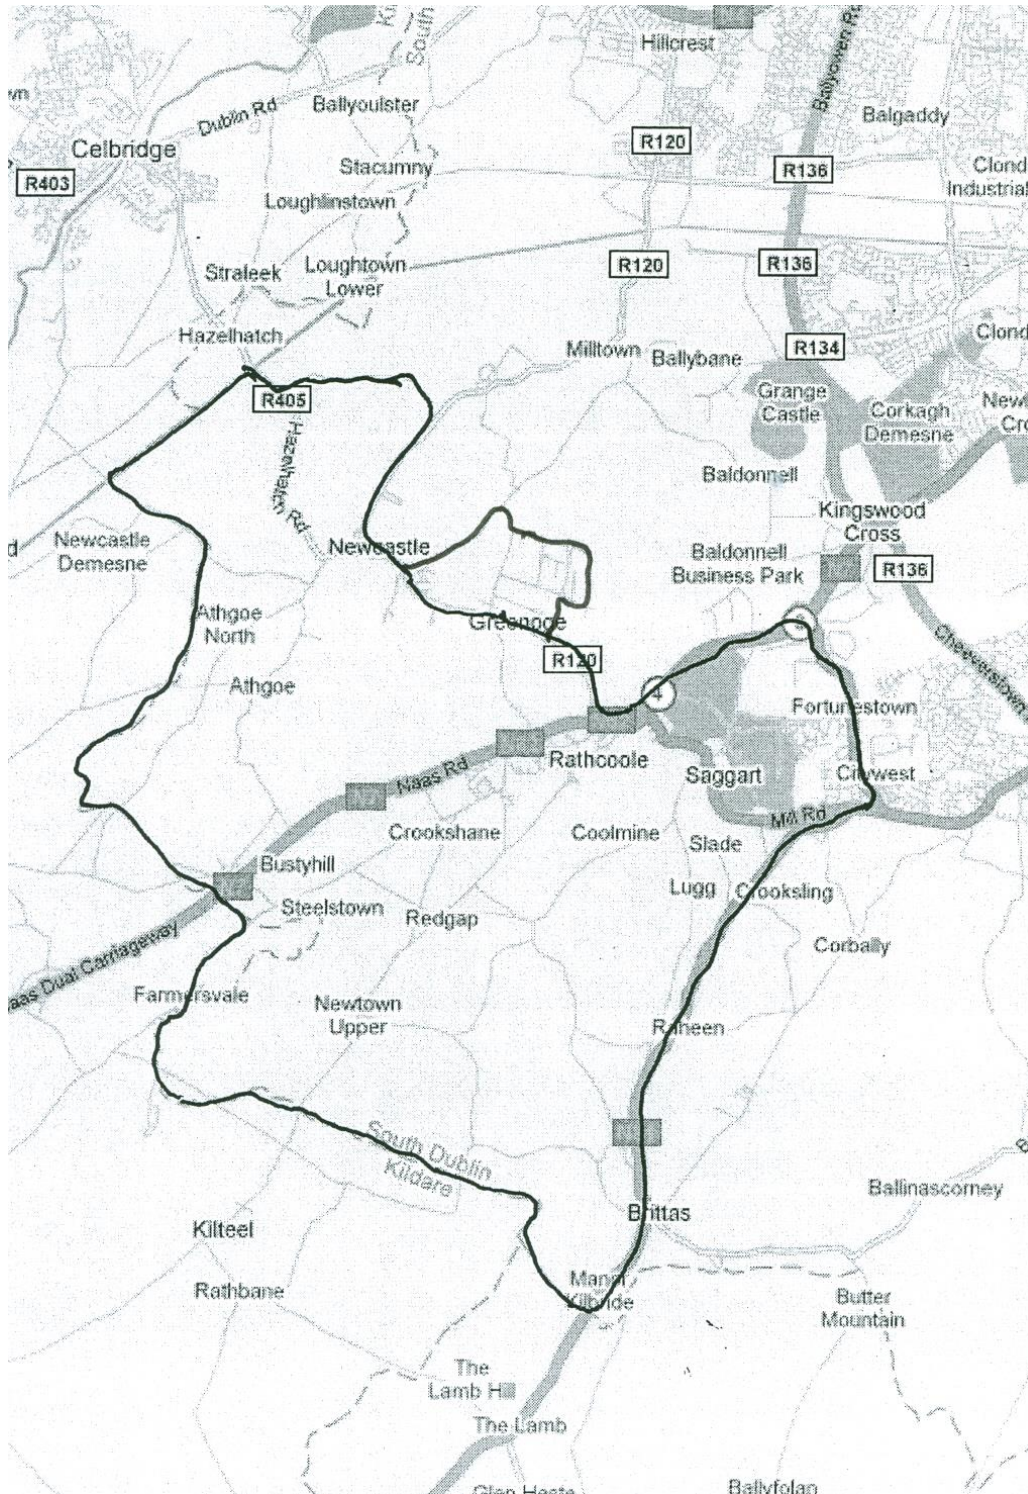 South
Hillcrest
Ballyowen Rd
Ballyoulster
Dublin Rd
Balgaddy
Celbridge
R120
R403
Stacumny
R136
Clond
Industrial
Loughlinstown
Straleek
Loughtown
Lower
R120
R136
Hazelhatch
Milltown
Ballybane
R134
Clond
R405
Grange
Castle
Corkagh
Demesne
Hazelhatch Rd
Baldonnell
Kingswood
Cross
Newcastle
Demesne
Newcastle
Baldonnell
Business Park
R136
Athgoe
North
Greenoge
R120
Cheeverstown
Athgoe
4
Fortunestown
Rathcoole
Saggart
Citywest
Naas Rd
Mill Rd
Crookshane
Coolmine
Slade
Bustyhill
Lugg
Crooksling
Steelstown
Redgap
Corbally
Naas Dual Carriageway
Farmersvale
Newtown
Upper
Raheen
South Dublin
Kildare
Ballinascorney
Brittas
Kilteel
Rathbane
Manor
Kilbride
Butter
Mountain
The
Lamb H
The Lamb
Ballyfolan